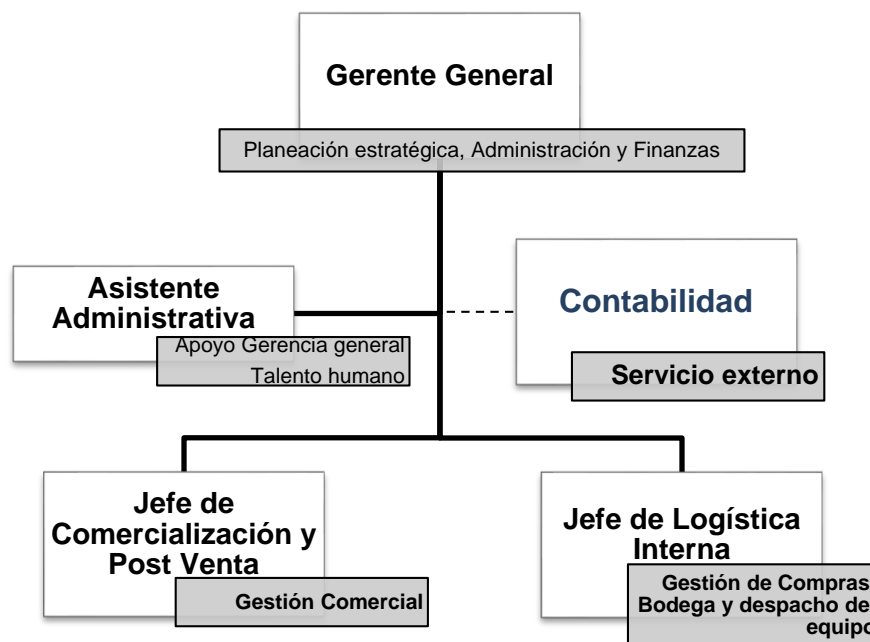 Gerente General
Planeación estratégica, Administración y Finanzas
Asistente
Administrativa
Apoyo Gerencia general
Talento humano
Contabilidad
Servicio externo
Jefe de
Comercialización y
Post Venta
Gestión Comercial
Jefe de Logística
Interna
Gestión de Compras
Bodega y despacho de
equipo